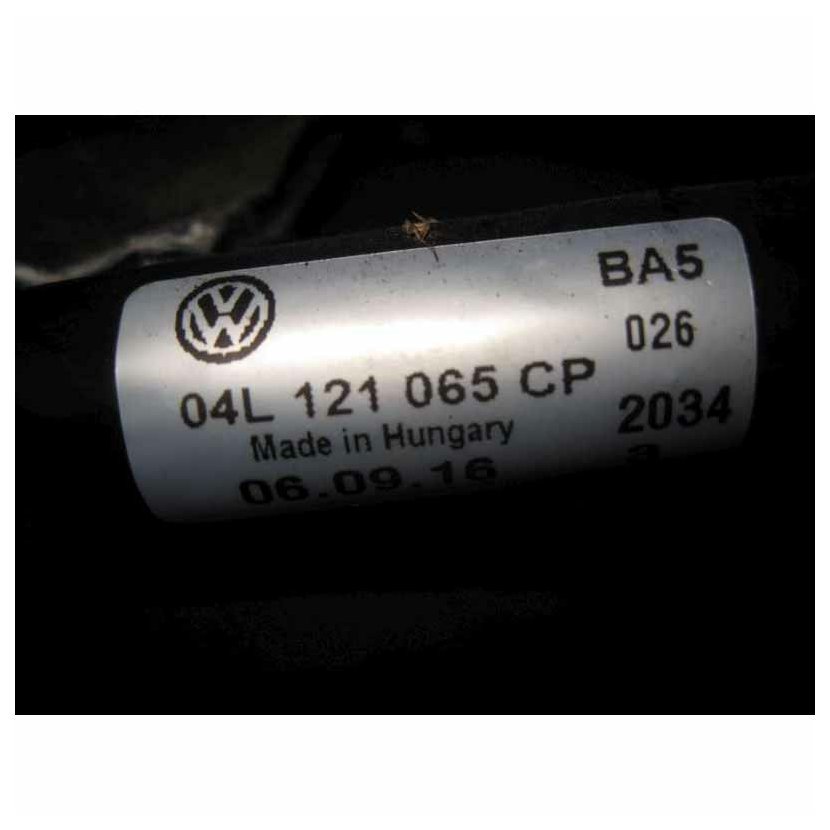 BA5
026
04L 121 065 CP
2034
Made in Hungary
06.09.16